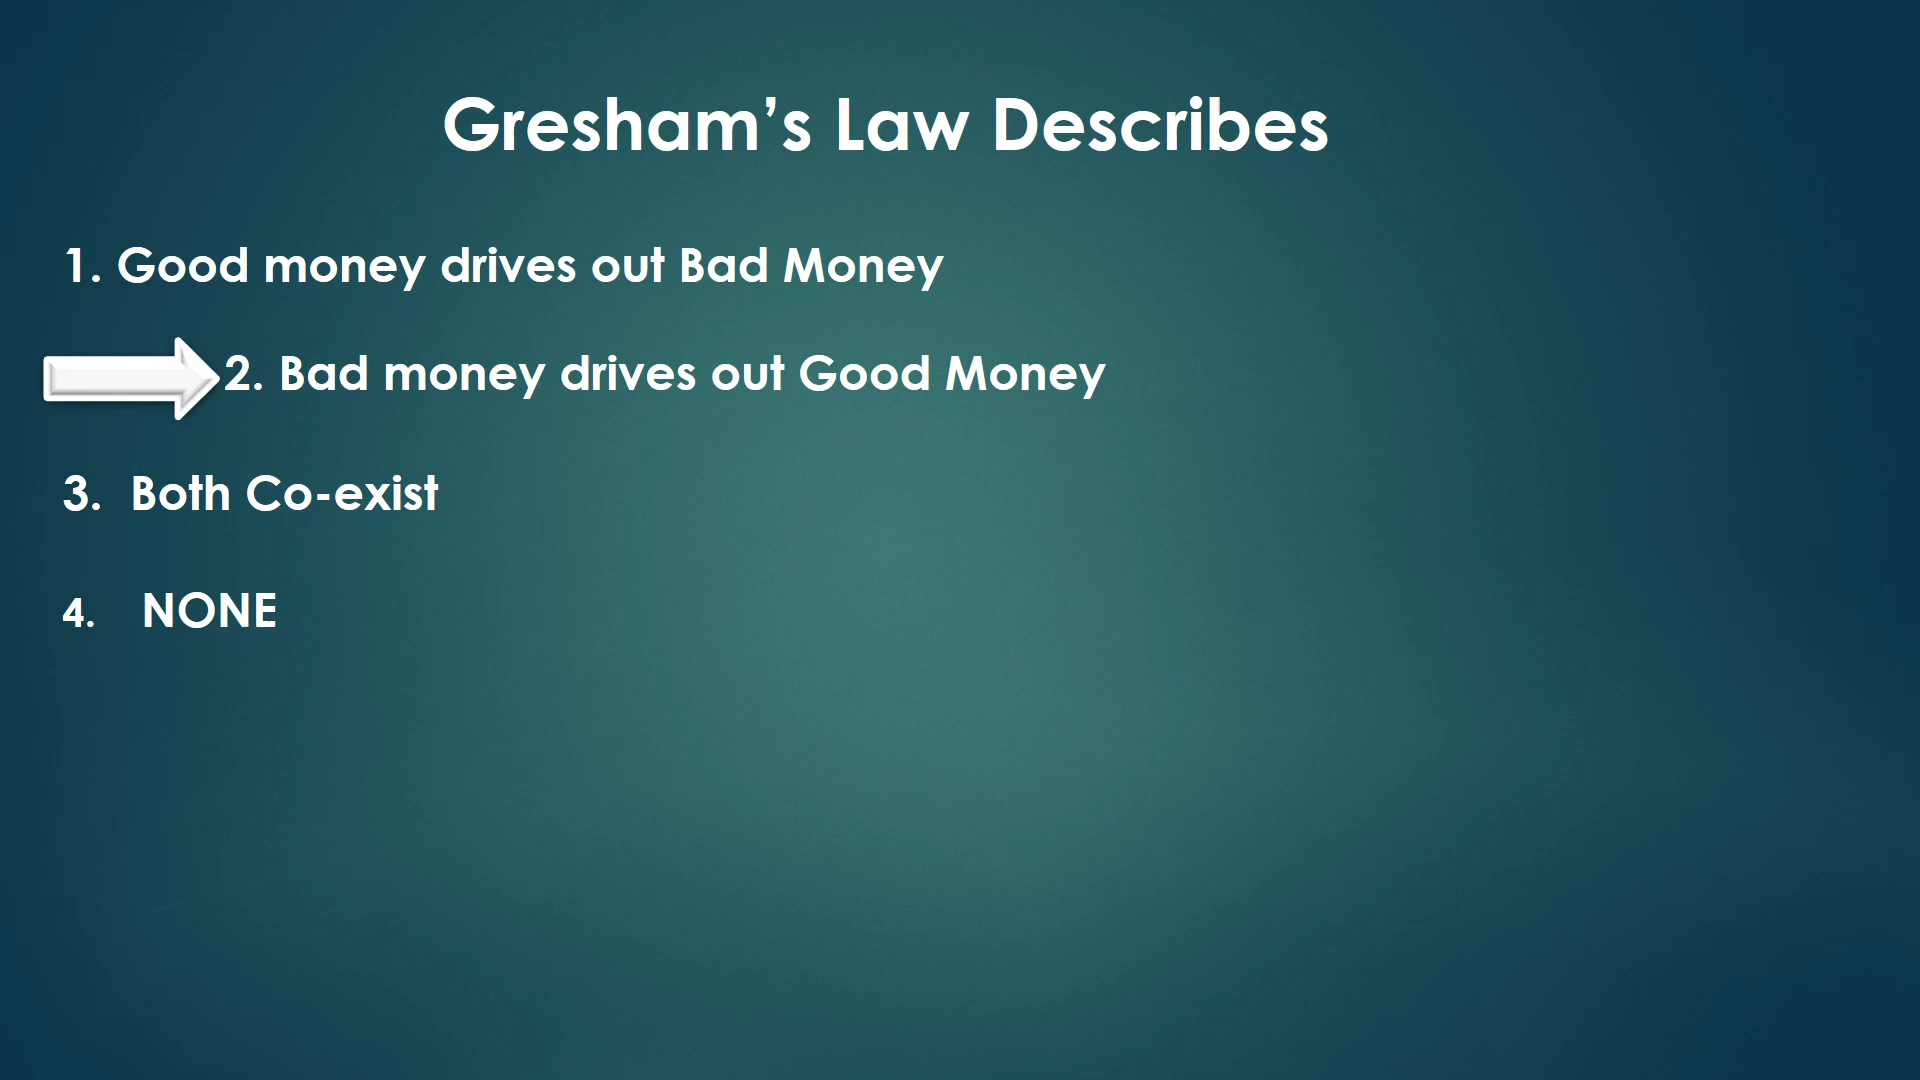 Gresham’s Law Describes
1. Good money drives out Bad Money
2. Bad money drives out Good Money
3. Both Co-exist
4. NONE